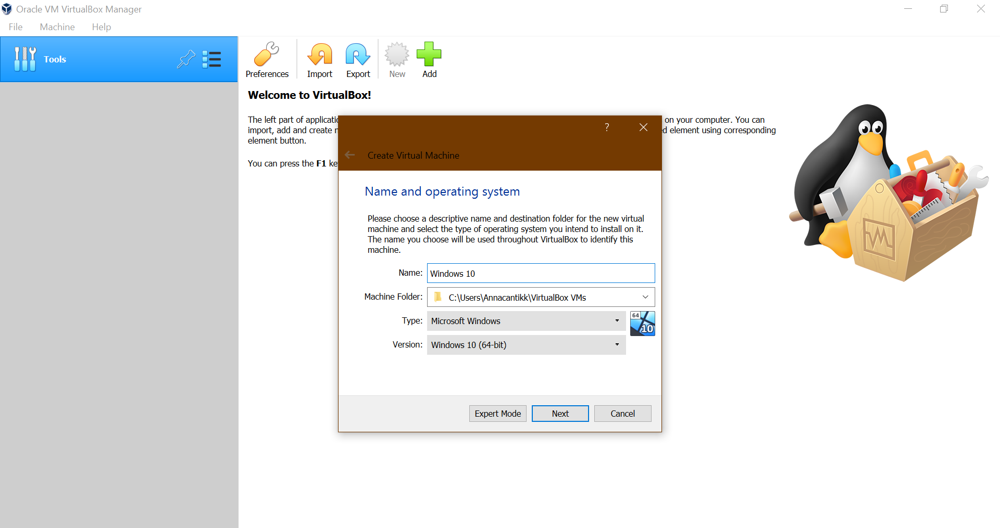 Oracle VM VirtualBox Manager
File Machine Help
Tools
Preferences Import Export New Add
Welcome to VirtualBox!
The left part of applicatio on your computer. You can
import, add and create n d element using corresponding
element button.
You can press the F1 ke
?
Create Virtual Machine
Name and operating system
Please choose a descriptive name and destination folder for the new virtual
machine and select the type of operating system you intend to install on it.
The name you choose will be used throughout VirtualBox to identify this
machine.
Name: Windows 10
Machine Folder: C:\Users\Annacantikk\VirtualBox VMs
Type: Microsoft Windows
64
10
Version: Windows 10 (64-bit)
Expert Mode Next Cancel